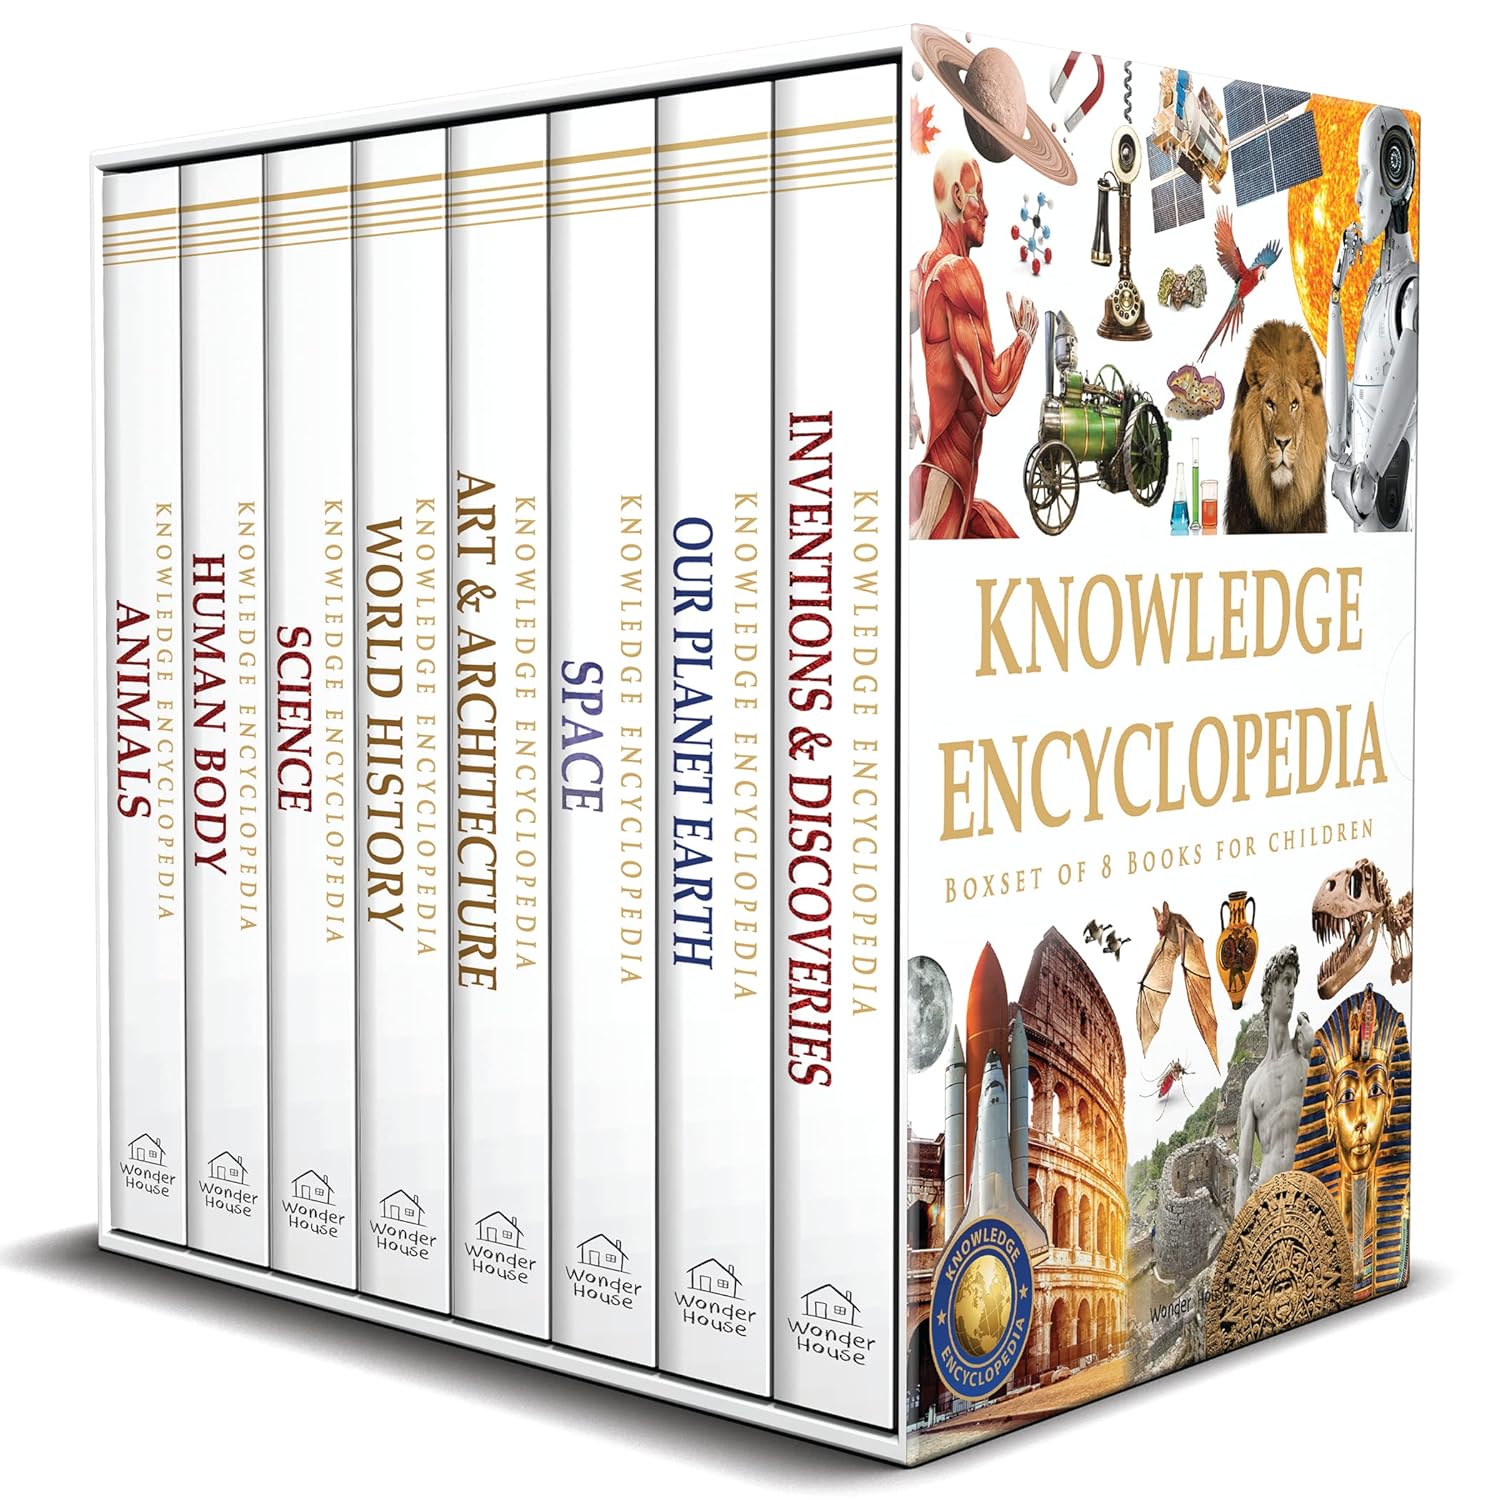 KNOWLEDGE ENCYCLOPEDIA
ANIMALS
Wonder
House
KNOWLEDGE ENCYCLOPEDIA
HUMAN BODY
Wonder
House
KNOWLEDGE ENCYCLOPEDIA
SCIENCE
Wonder
House
KNOWLEDGE ENCYCLOPEDIA
WORLD HISTORY
Wonder
House
KNOWLEDGE ENCYCLOPEDIA
ART & ARCHITECTURE
Wonder
House
KNOWLEDGE ENCYCLOPEDIA
SPACE
Wonder
House
KNOWLEDGE ENCYCLOPEDIA
OUR PLANET EARTH
Wonder
House
KNOWLEDGE ENCYCLOPEDIA
INVENTIONS & DISCOVERIES
Wonder
House
KNOWLEDGE
ENCYCLOPEDIA
BOXSET OF 8 BOOKS FOR CHILDREN
KNOWLEDGE
ENCYCLOPEDIA
Wonder House